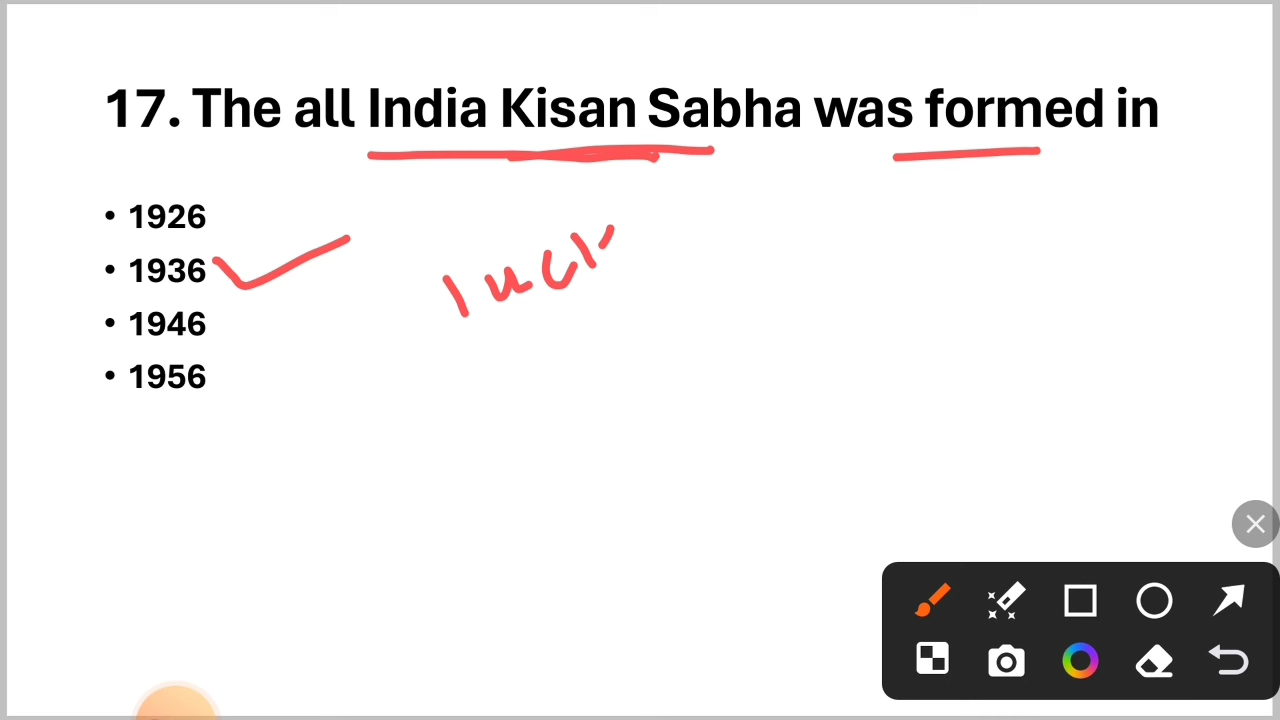 17. The all India Kisan Sabha was formed in
• 1926
• 1936
• 1946
• 1956